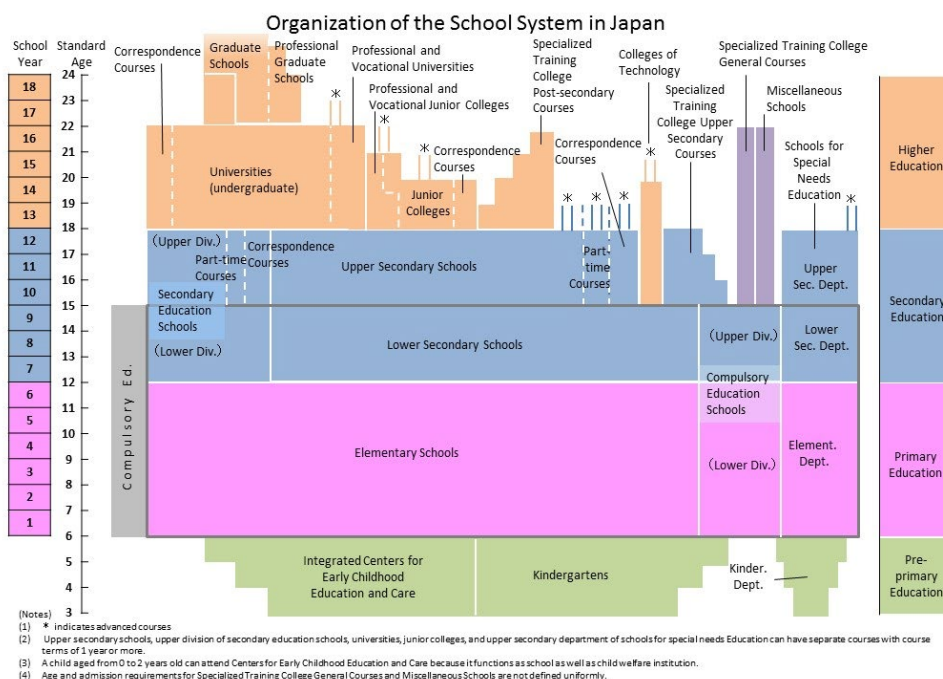 Organization of the School System in Japan
School
Year
Standard
Age
Correspondence
Courses
Graduate
Schools
Professional
Graduate
Schools
Professional and
Vocational Universities
Professional and
Vocational Junior Colleges
Specialized
Training
College
Post-secondary
Courses
Colleges of
Technology
Specialized Training College
General Courses
Miscellaneous
Schools
Specialized
Training
College Upper
Secondary
Courses
Schools for
Special
Needs
Education
Correspondence
Courses
Correspondence
Courses
Universities
(undergraduate)
Junior
Colleges
Higher
Education
*
*
*
*
*
*
*
*
18
17
16
15
14
13
12
11
10
9
8
7
6
5
4
3
2
1
24
23
22
21
20
19
18
17
16
15
14
13
12
11
10
9
8
7
6
5
4
3
(Upper Div.)
Part-time
Courses
Correspondence
Courses
Upper Secondary Schools
Part-
time
Courses
Upper
Sec. Dept.
Secondary
Education
Schools
(Lower Div.)
Lower Secondary Schools
(Upper Div.)
Lower
Sec. Dept.
Secondary
Education
Compulsory Ed.
Compulsory
Education
Schools
Elementary Schools
(Lower Div.)
Element.
Dept.
Primary
Education
Integrated Centers for
Early Childhood
Education and Care
Kindergartens
Kinder.
Dept.
Pre-
primary
Education
(Notes)
(1) * indicates advanced courses
(2) Upper secondary schools, upper division of secondary education schools, universities, junior colleges, and upper secondary department of schools for special needs Education can have separate courses with course
terms of 1 year or more.
(3) A child aged from 0 to 2 years old can attend Centers for Early Childhood Education and Care because it functions as school as well as child welfare institution.
(4) Age and admission requirements for Specialized Training College General Courses and Miscellaneous Schools are not defined uniformly.